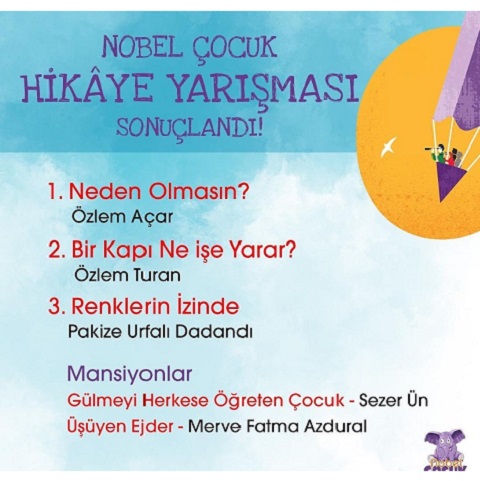 NOBEL ÇOCUK
HİKÂYE YARIŞMASI
SONUÇLANDI!
1. Neden Olmasın?
Özlem Açar
2. Bir Kapı Ne işe Yarar?
Özlem Turan
3. Renklerin İzinde
Pakize Urfalı Dadandı
Mansiyonlar
Gülmeyi Herkese Öğreten Çocuk - Sezer Ün
Üşüyen Ejder - Merve Fatma Azdural